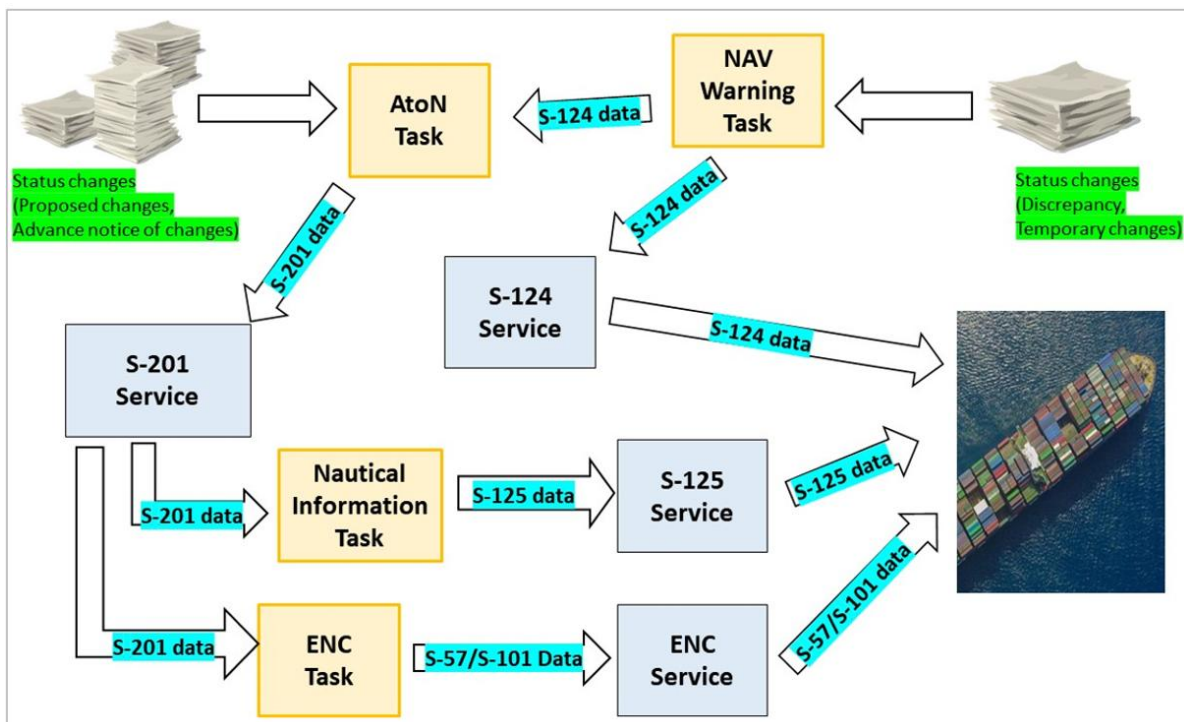 NAV
Warning
Task
AtoN
Task
S-124 data
Status changes
(Proposed changes,
Advance notice of changes)
Status changes
(Discrepancy,
Temporary changes)
S-124 data
S-201 data
S-124
Service
S-124 data
S-201
Service
Nautical
Information
Task
S-125 data
S-125
Service
S-125 data
S-201 data
ENC
Task
S-57/S-101 Data
ENC
Service
S-57/S-101 data
S-201 data